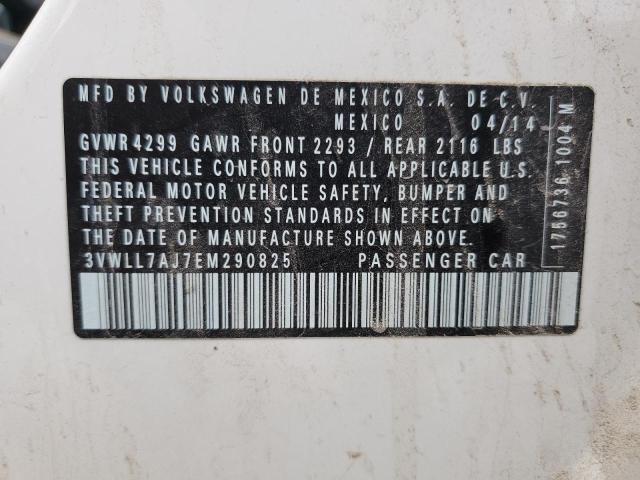 MFD BY VOLKSWAGEN DE MEXICO S.A. DE C.V.
MEXICO 04/14
GVWR 4299 GAWR FRONT 2293 / REAR 2116 LBS
THIS VEHICLE CONFORMS TO ALL APPLICABLE U.S.
FEDERAL MOTOR VEHICLE SAFETY, BUMPER AND
THEFT PREVENTION STANDARDS IN EFFECT ON
THE DATE OF MANUFACTURE SHOWN ABOVE.
3VWLL7AJ7EM290825 PASSENGER CAR
1756736 1004 M